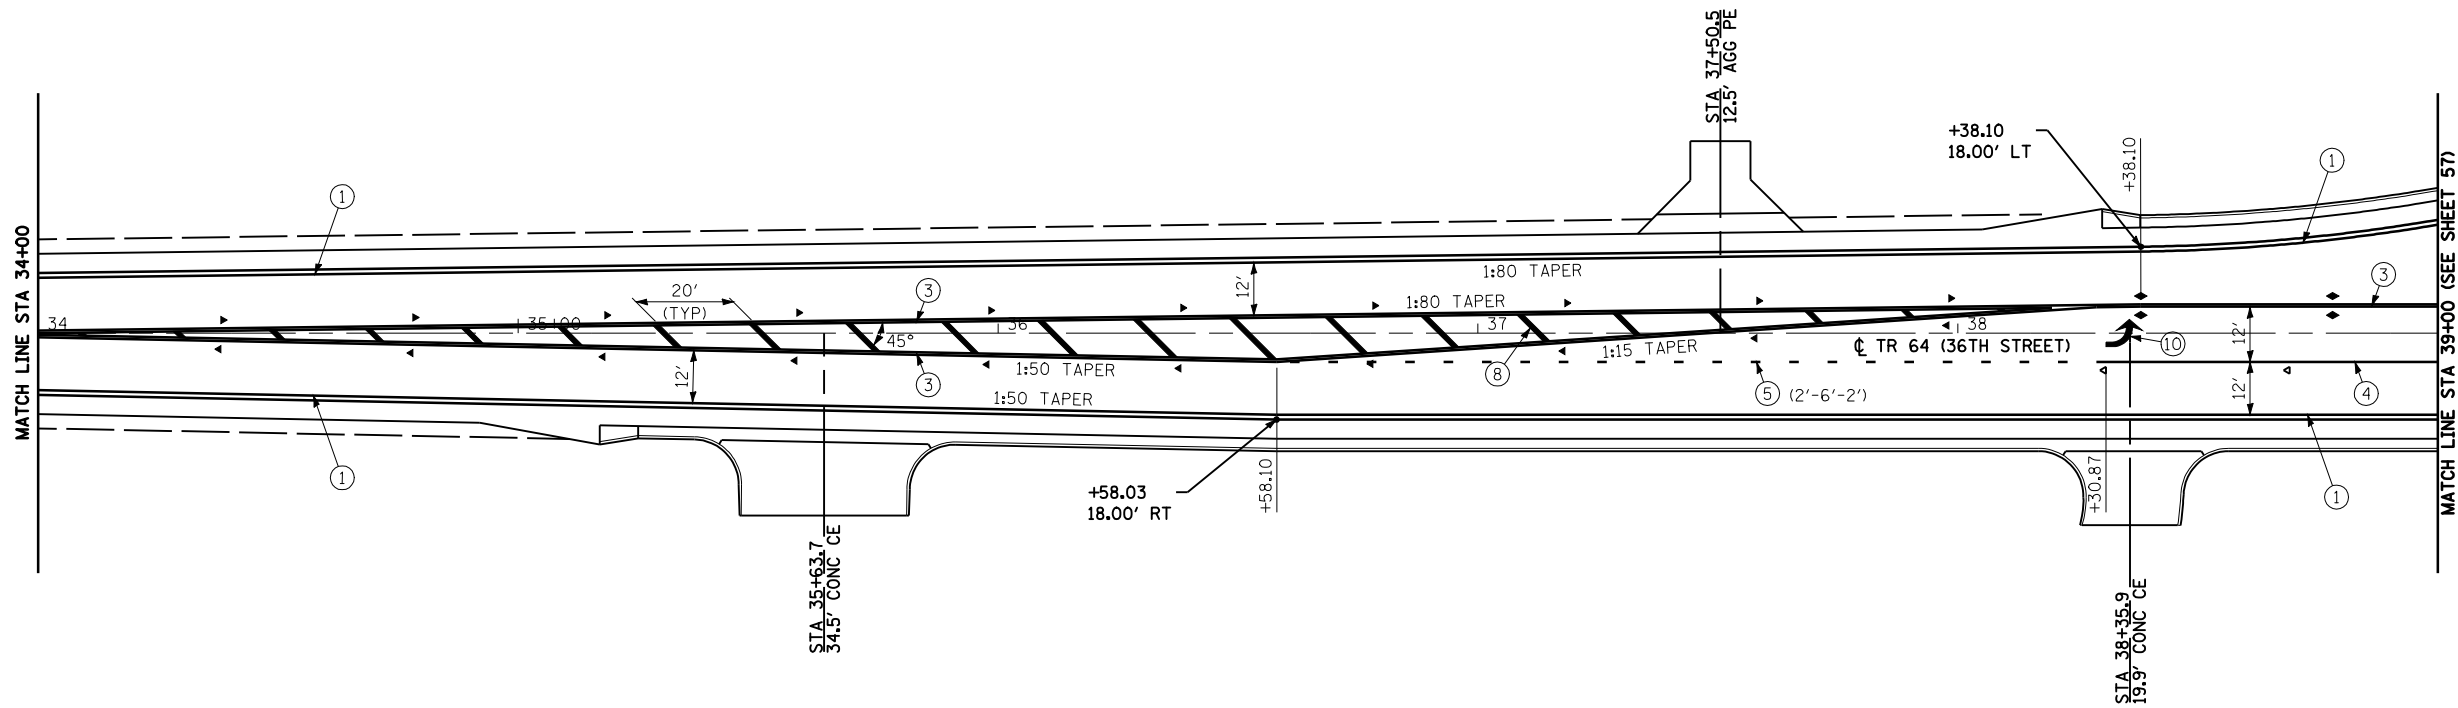 STA 37+50.5
12.5' AGG PE
+38.10
18.00' LT
+38.10
1
1
MATCH LINE STA 34+00
MATCH LINE STA 39+00 (SEE SHEET 57)
1:80 TAPER
12'
3
3
20'
(TYP)
1:80 TAPER
34
35+00
36
37
38
45°
℄ TR 64 (36TH STREET)
10
12'
1:15 TAPER
8
3
1:50 TAPER
12'
5 (2'-6'-2')
12'
4
1:50 TAPER
1
+58.03
18.00' RT
+58.10
+30.87
1
STA 35+63.7
34.5' CONC CE
STA 38+35.9
19.9' CONC CE